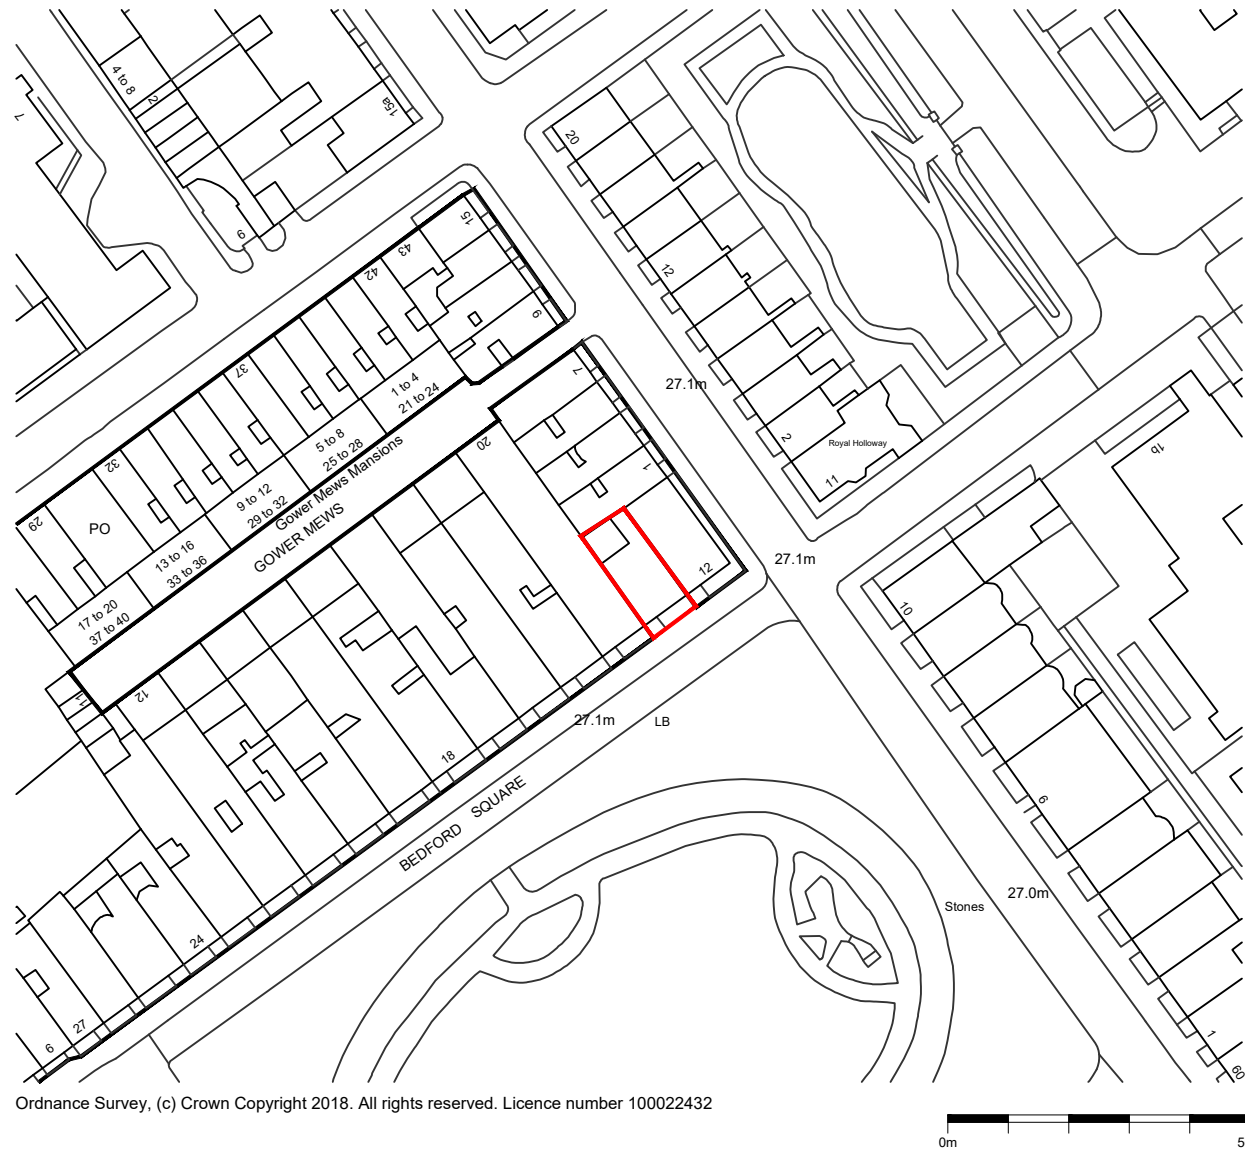 4 to 8
2
7
15a
9
20
15
43
42
12
6
37
27.1m
1 to 4
21 to 24
7
2
Royal Holloway
11
1b
5 to 8
25 to 28
Gower Mews Mansions
20
1
32
9 to 12
29 to 32
GOWER MEWS
29
PO
13 to 16
33 to 36
27.1m
12
10
17 to 20
37 to 40
11
12
27.1m
LB
18
BEDFORD SQUARE
6
27.0m
Stones
24
27
6
1
60
Ordnance Survey, (c) Crown Copyright 2018. All rights reserved. Licence number 100022432
0m
5